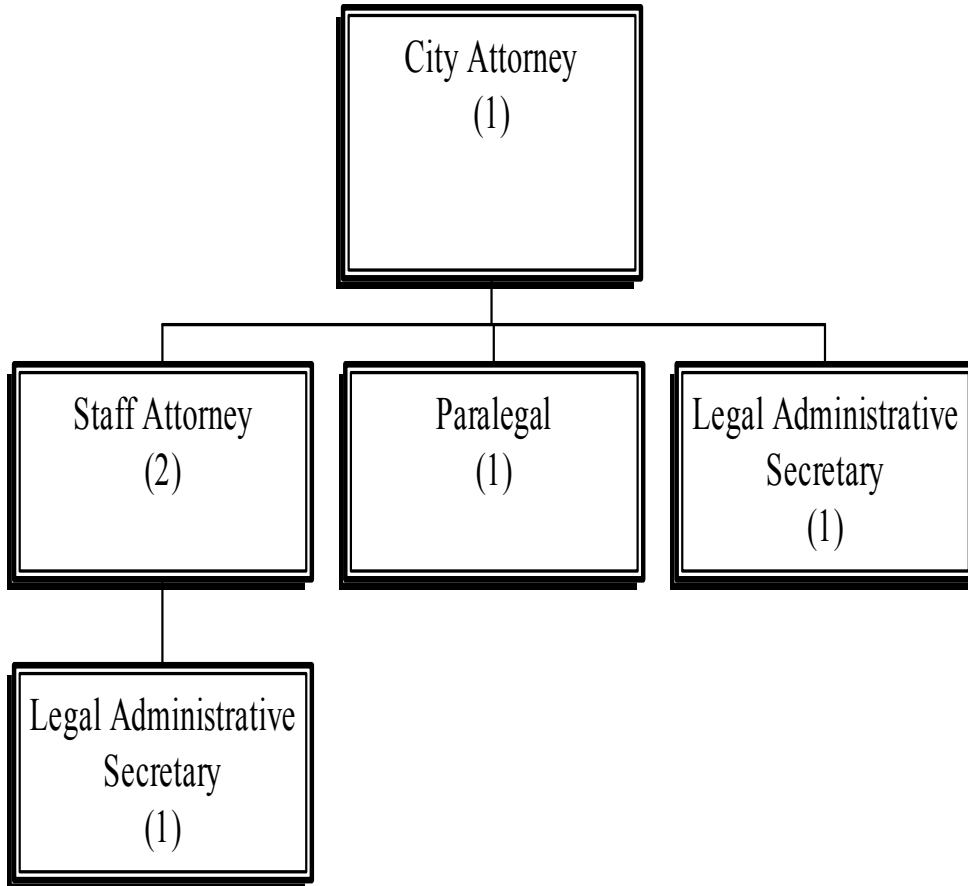 City Attorney
(1)
Staff Attorney
(2)
Paralegal
(1)
Legal Administrative
Secretary
(1)
Legal Administrative
Secretary
(1)